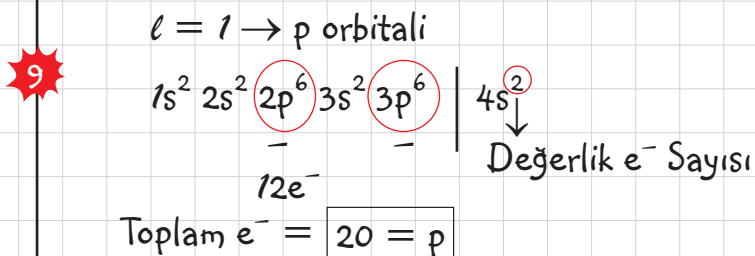 ℓ = 1 → p orbitali
9
1s² 2s² 2p⁶ 3s² 3p⁶ | 4s²
Değerlik e⁻ Sayısı
12e⁻
Toplam e⁻ = 20 = p